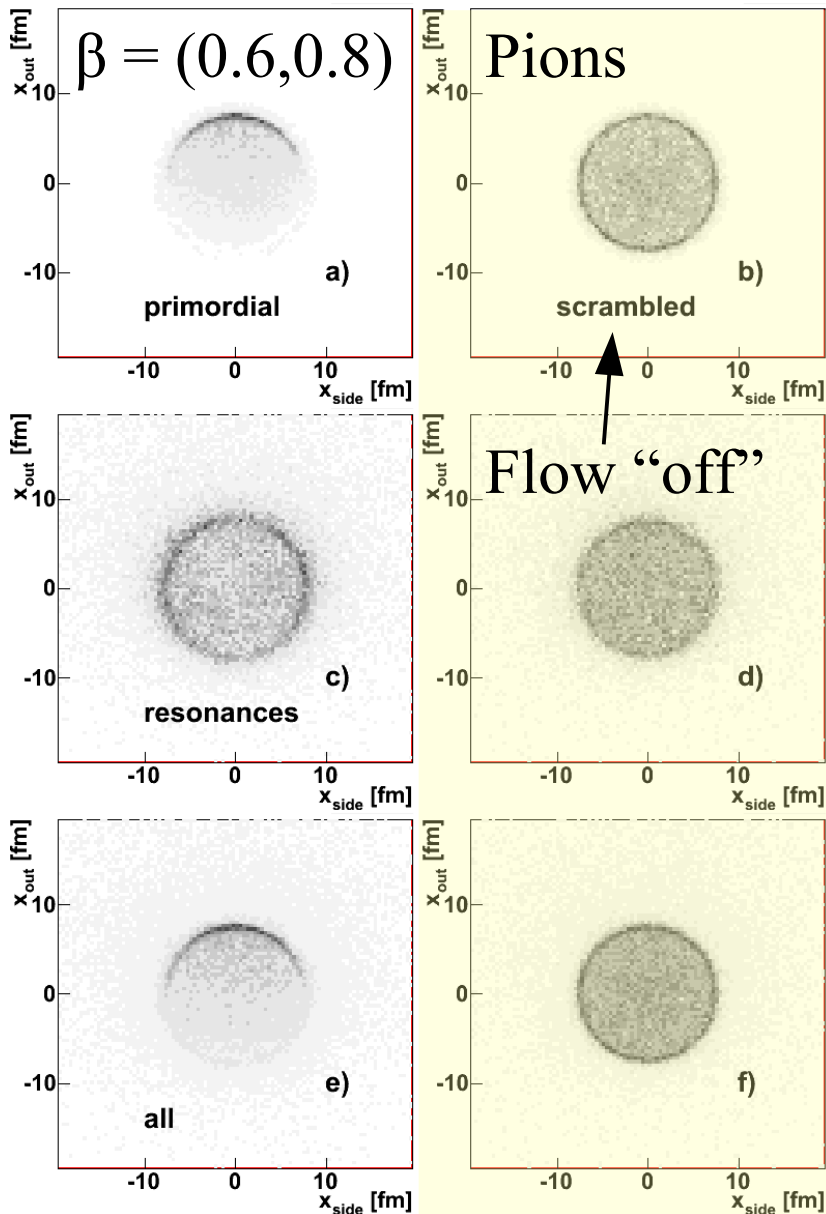 β = (0.6,0.8)
Pions
x_out [fm]
10
0
-10
a)
primordial
-10 0 10
x_side [fm]
x_out [fm]
10
0
-10
b)
scrambled
-10 0 10
x_side [fm]
Flow “off”
x_out [fm]
10
0
-10
c)
resonances
-10 0 10
x_side [fm]
x_out [fm]
10
0
-10
d)
-10 0 10
x_side [fm]
x_out [fm]
10
0
-10
e)
all
-10 0 10
x_side [fm]
x_out [fm]
10
0
-10
f)
-10 0 10
x_side [fm]